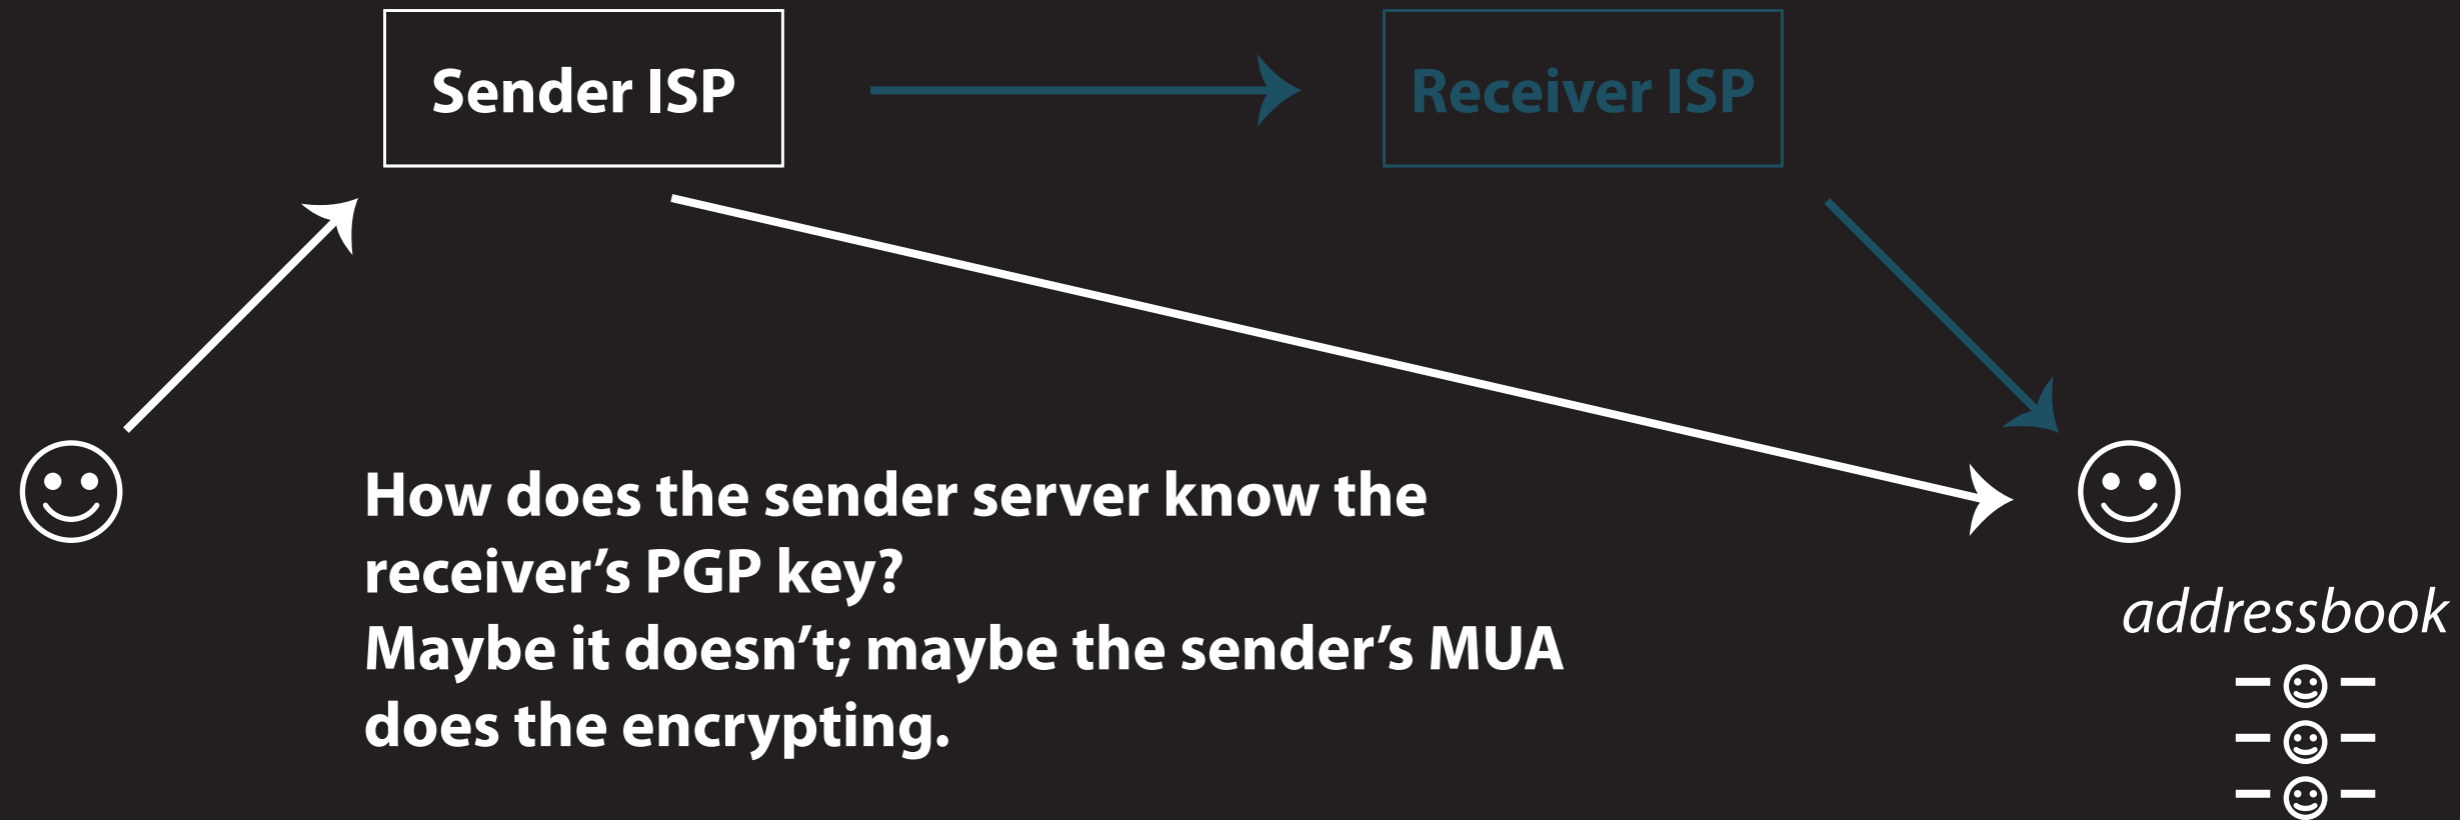 Sender ISP
Receiver ISP
How does the sender server know the
receiver’s PGP key?
Maybe it doesn’t; maybe the sender’s MUA
does the encrypting.
addressbook